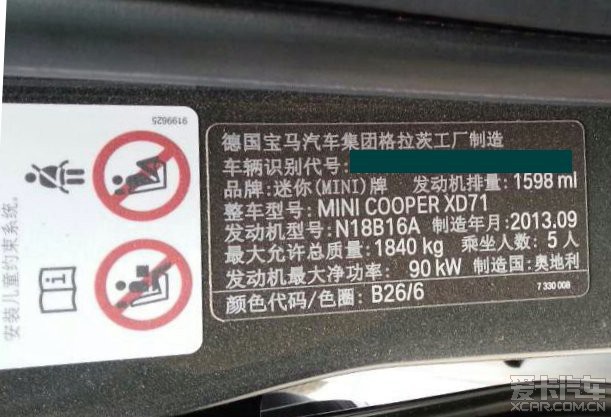 9199625
安装儿童约束系统.
德国宝马汽车集团格拉茨工厂制造
车辆识别代号:
品牌: 迷你(MINI)牌 发动机排量: 1598 ml
整车型号: MINI COOPER XD71
发动机型号: N18B16A 制造年月: 2013.09
最大允许总质量: 1840 kg 乘坐人数: 5 人
发动机最大净功率: 90 kW 制造国: 奥地利
颜色代码/色圈: B26/6
7 330 008
爱卡汽车
XCAR.COM.CN